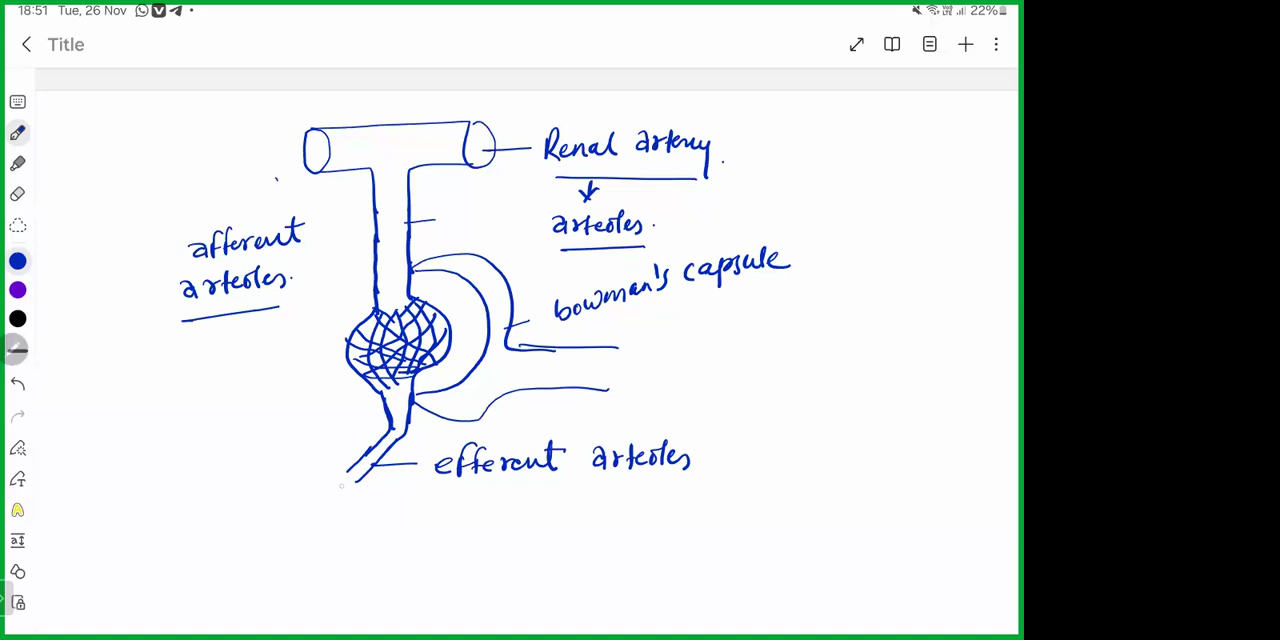 18:51 Tue, 26 Nov
22%
Title
Renal artery.
arteoles.
afferent
arteoles.
bowman's capsule
efferent arteoles